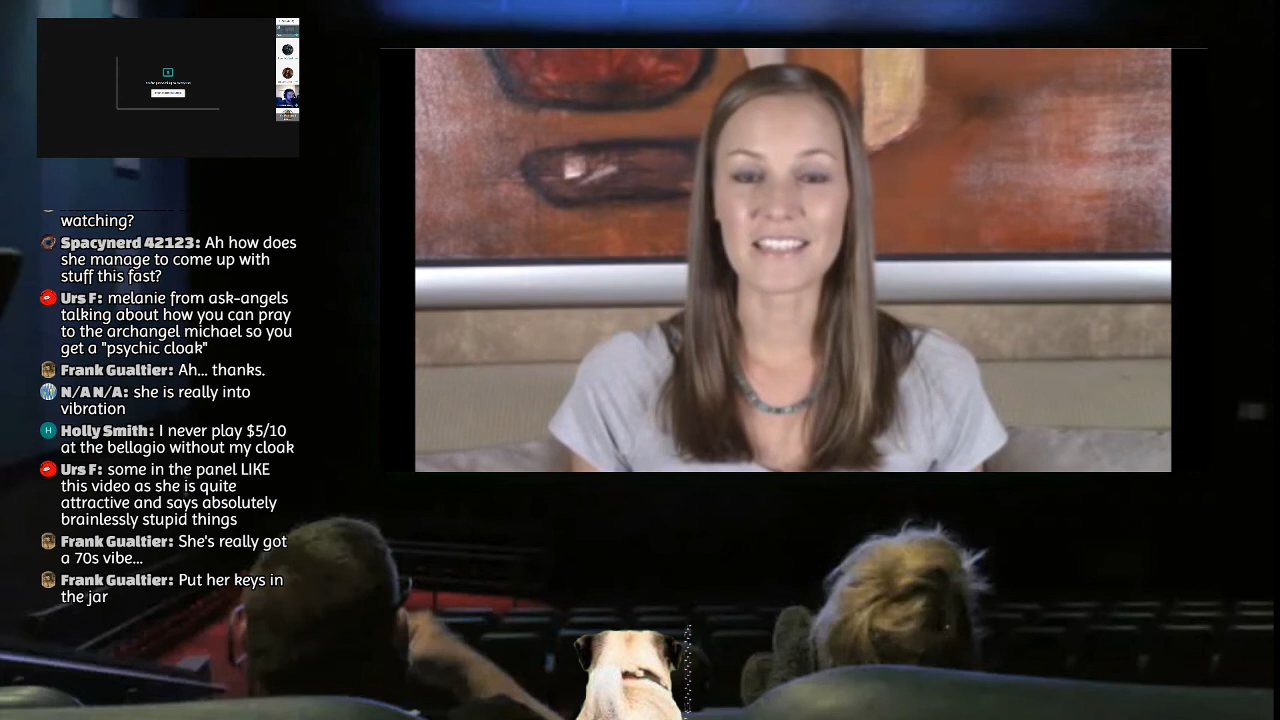 watching?
Spacynerd 42123: Ah how does
she manage to come up with
stuff this fast?
Urs F: melanie from ask-angels
talking about how you can pray
to the archangel michael so you
get a "psychic cloak"
Frank Gualtier: Ah... thanks.
N/A N/A: she is really into
vibration
H
Holly Smith: I never play $5/10
at the bellagio without my cloak
Urs F: some in the panel LIKE
this video as she is quite
attractive and says absolutely
brainlessly stupid things
Frank Gualtier: She's really got
a 70s vibe...
Frank Gualtier: Put her keys in
the jar